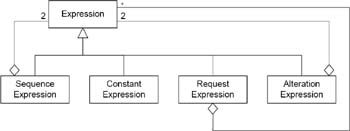 Expression
*
2
2
Sequence
Expression
Constant
Expression
Request
Expression
Alteration
Expression